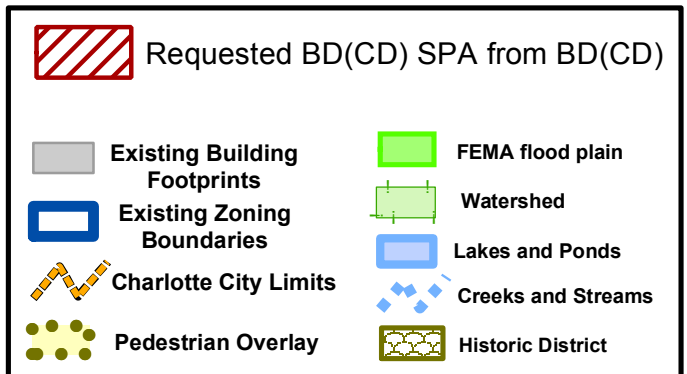 Requested BD(CD) SPA from BD(CD)
Existing Building
Footprints
Existing Zoning
Boundaries
Charlotte City Limits
Pedestrian Overlay
FEMA flood plain
Watershed
Lakes and Ponds
Creeks and Streams
Historic District